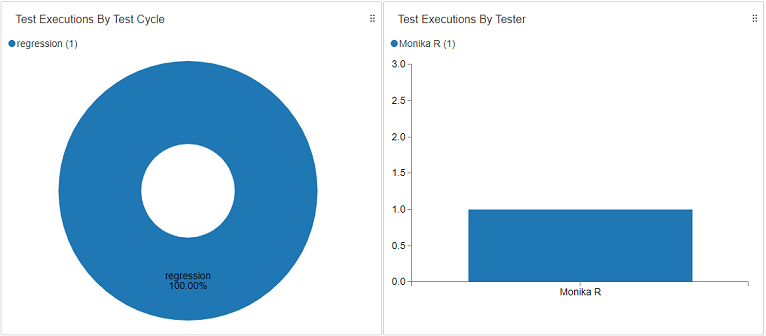 Test Executions By Test Cycle
regression (1)
regression
100.00%
Test Executions By Tester
Monika R (1)
3.0
2.5
2.0
1.5
1.0
0.5
0.0
Monika R